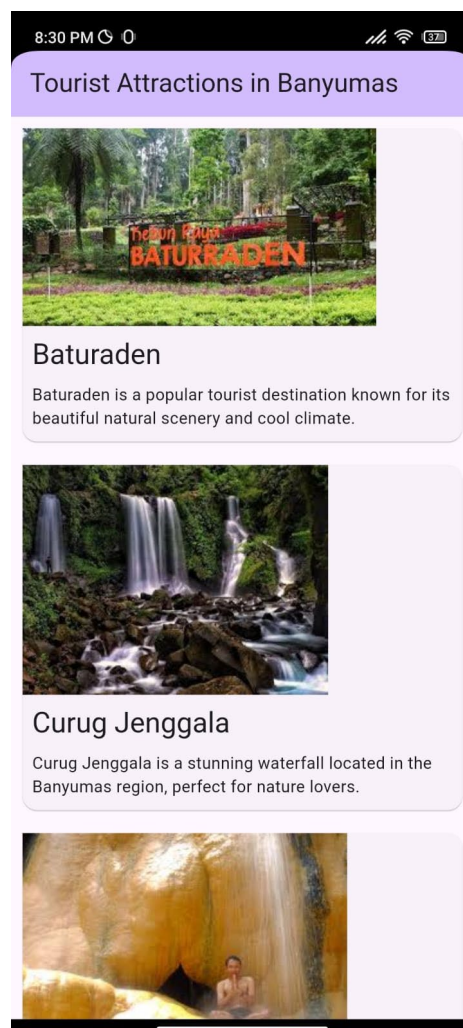 8:30 PM
37
Tourist Attractions in Banyumas
Kebun Raya
BATURRADEN
Baturaden
Baturaden is a popular tourist destination known for its
beautiful natural scenery and cool climate.
Curug Jenggala
Curug Jenggala is a stunning waterfall located in the
Banyumas region, perfect for nature lovers.